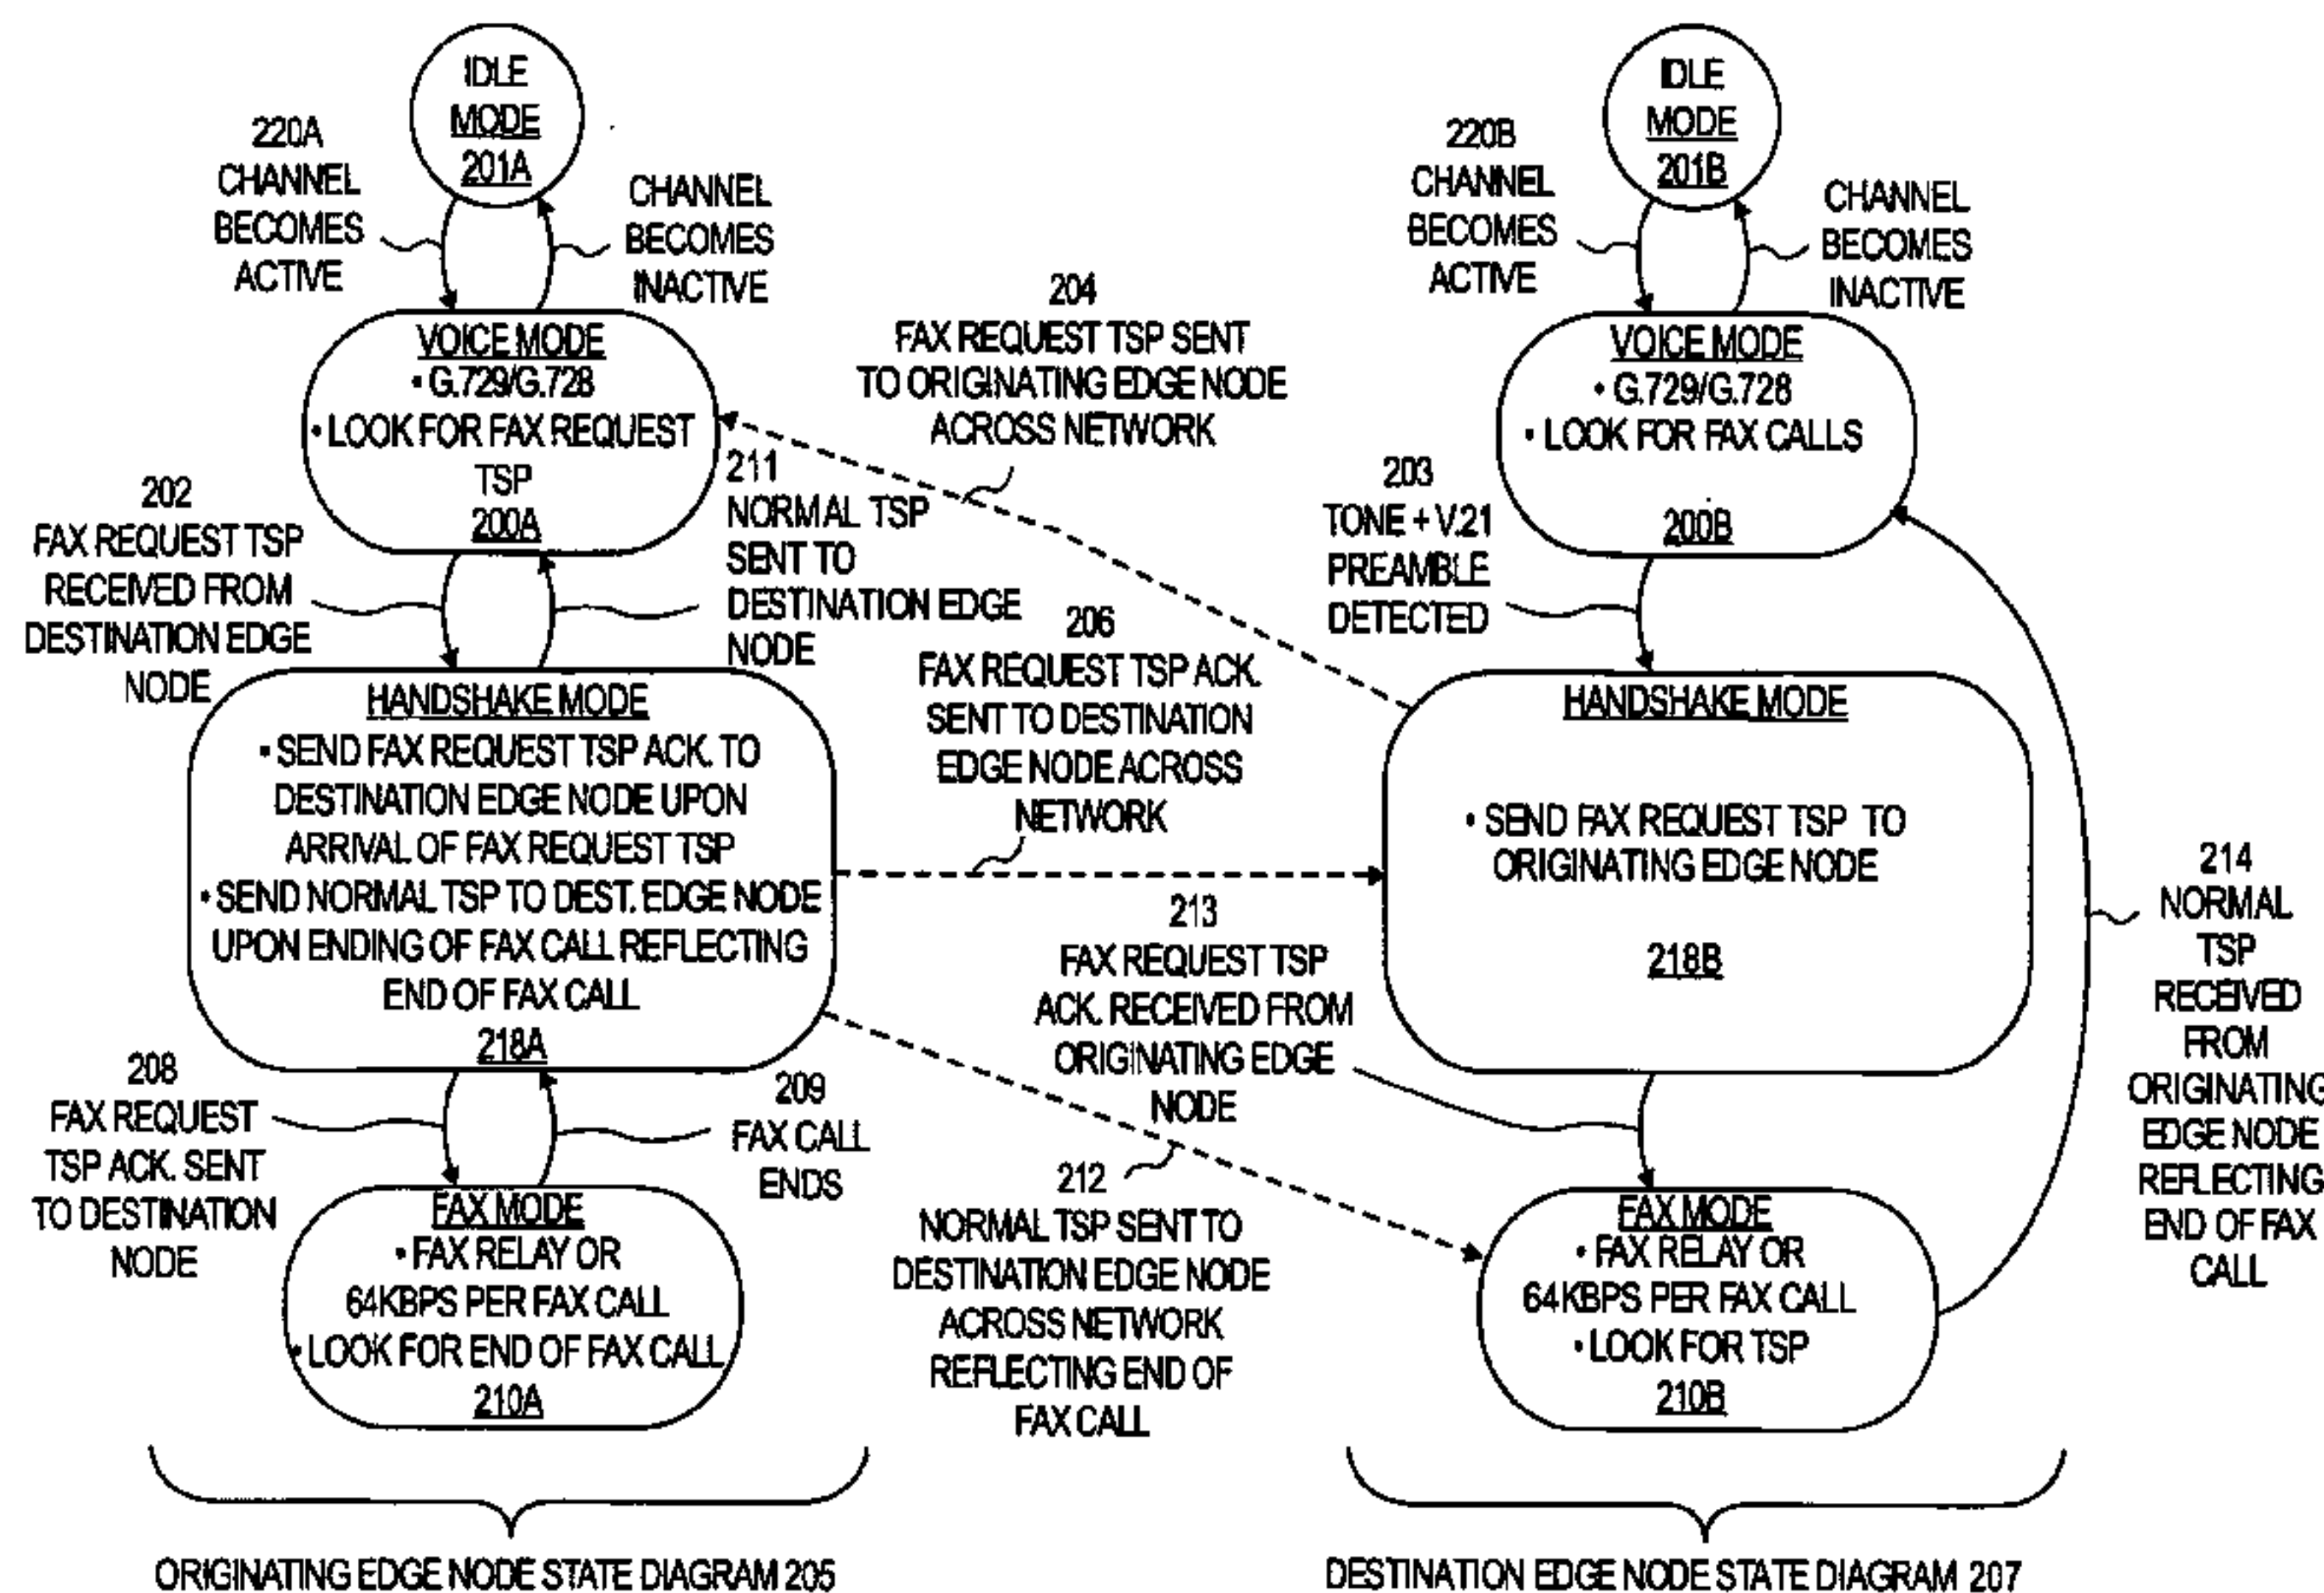 IDLE
MODE
201A
220A
CHANNEL
BECOMES
ACTIVE
CHANNEL
BECOMES
INACTIVE
VOICE MODE
• G.729/G.728
• LOOK FOR FAX REQUEST
TSP
200A
202
FAX REQUEST TSP
RECEIVED FROM
DESTINATION EDGE
NODE
211
NORMAL TSP
SENT TO
DESTINATION EDGE
NODE
HANDSHAKE MODE
• SEND FAX REQUEST TSP ACK. TO
DESTINATION EDGE NODE UPON
ARRIVAL OF FAX REQUEST TSP
• SEND NORMAL TSP TO DEST. EDGE NODE
UPON ENDING OF FAX CALL REFLECTING
END OF FAX CALL
218A
208
FAX REQUEST
TSP ACK. SENT
TO DESTINATION
NODE
209
FAX CALL
ENDS
FAX MODE
• FAX RELAY OR
64KBPS PER FAX CALL
• LOOK FOR END OF FAX CALL
210A
ORIGINATING EDGE NODE STATE DIAGRAM 205
204
FAX REQUEST TSP SENT
TO ORIGINATING EDGE NODE
ACROSS NETWORK
206
FAX REQUEST TSP ACK.
SENT TO DESTINATION
EDGE NODE ACROSS
NETWORK
213
FAX REQUEST TSP
ACK. RECEIVED FROM
ORIGINATING EDGE
NODE
212
NORMAL TSP SENT TO
DESTINATION EDGE NODE
ACROSS NETWORK
REFLECTING END OF
FAX CALL
IDLE
MODE
201B
220B
CHANNEL
BECOMES
ACTIVE
CHANNEL
BECOMES
INACTIVE
VOICE MODE
• G.729/G.728
• LOOK FOR FAX CALLS
200B
203
TONE + V.21
PREAMBLE
DETECTED
HANDSHAKE MODE
• SEND FAX REQUEST TSP TO
ORIGINATING EDGE NODE
218B
214
NORMAL
TSP
RECEIVED
FROM
ORIGINATING
EDGE NODE
REFLECTING
END OF FAX
CALL
FAX MODE
• FAX RELAY OR
64KBPS PER FAX CALL
• LOOK FOR TSP
210B
DESTINATION EDGE NODE STATE DIAGRAM 207